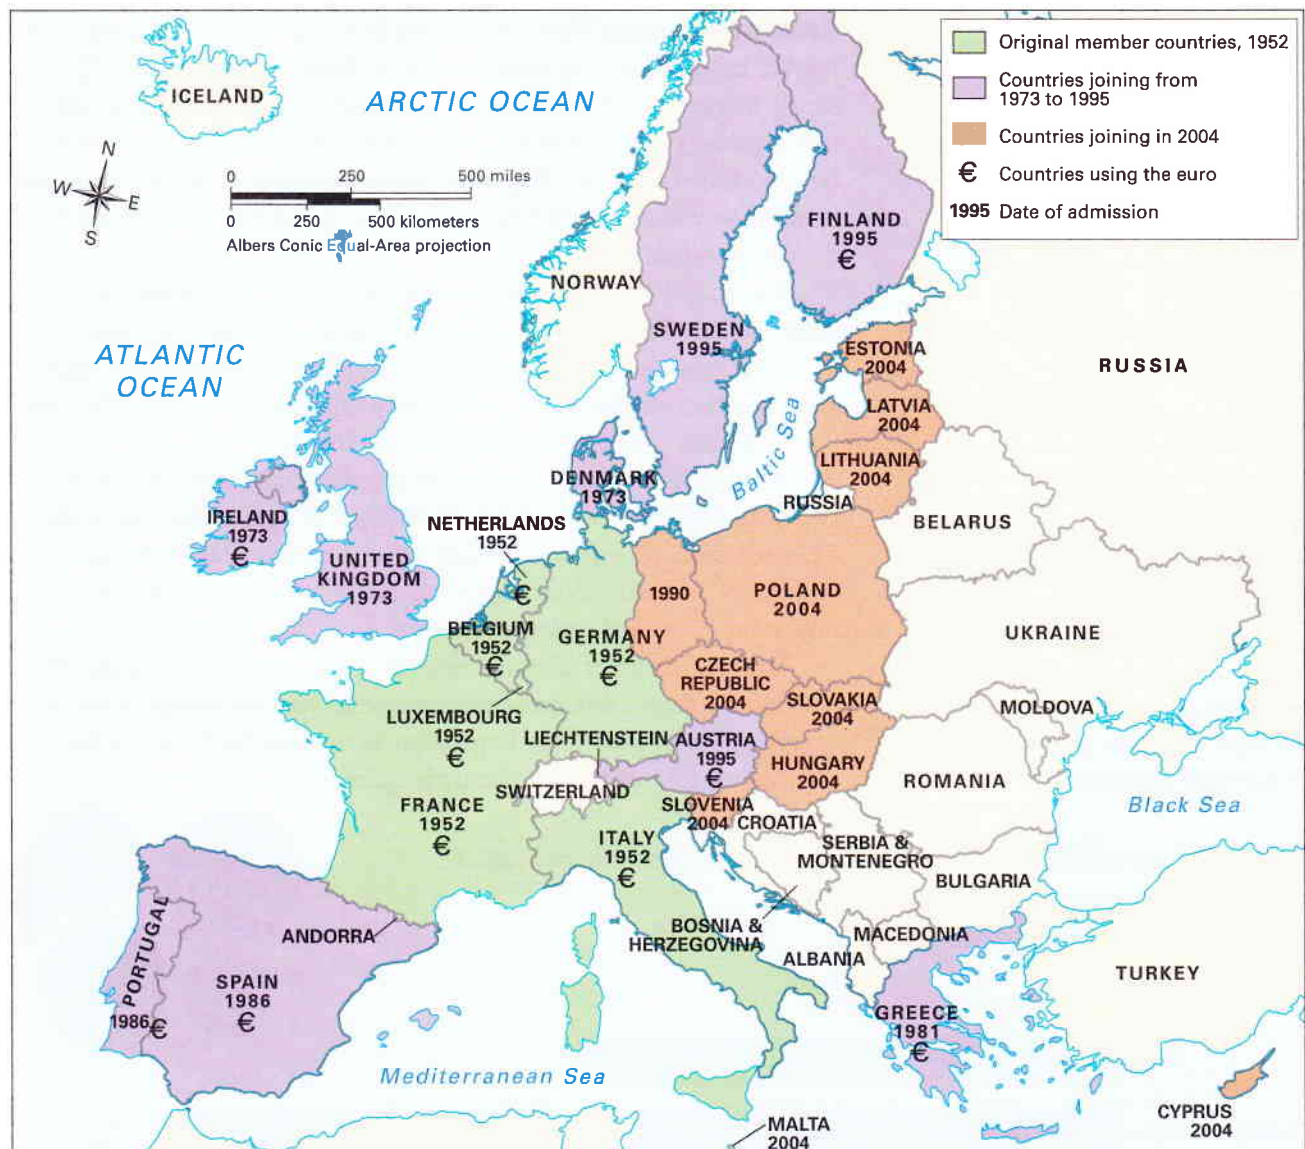 Original member countries, 1952
Countries joining from
1973 to 1995
Countries joining in 2004
€ Countries using the euro
1995 Date of admission
ICELAND
ARCTIC OCEAN
N
W
E
S
0 250 500 miles
0 250 500 kilometers
Albers Conic Equal-Area projection
FINLAND
1995
€
NORWAY
SWEDEN
1995
ATLANTIC
OCEAN
ESTONIA
2004
RUSSIA
LATVIA
2004
Baltic Sea
LITHUANIA
2004
DENMARK
1973
RUSSIA
BELARUS
IRELAND
1973
€
NETHERLANDS
1952
€
UNITED
KINGDOM
1973
1990
POLAND
2004
BELGIUM
1952
€
GERMANY
1952
€
UKRAINE
CZECH
REPUBLIC
2004
SLOVAKIA
2004
MOLDOVA
LUXEMBOURG
1952
€
LIECHTENSTEIN
AUSTRIA
1995
€
HUNGARY
2004
ROMANIA
SWITZERLAND
FRANCE
1952
€
SLOVENIA
2004
CROATIA
Black Sea
ITALY
1952
€
SERBIA &
MONTENEGRO
BULGARIA
ANDORRA
BOSNIA &
HERZEGOVINA
MACEDONIA
ALBANIA
PORTUGAL
1986
€
SPAIN
1986
€
TURKEY
GREECE
1981
€
Mediterranean Sea
MALTA
2004
CYPRUS
2004